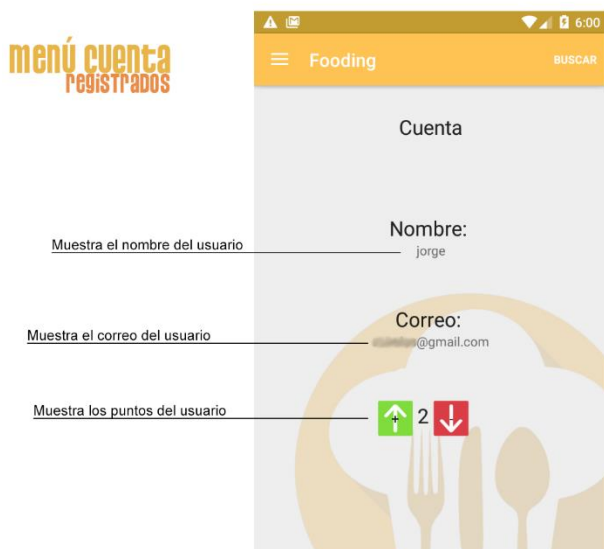 menú cuenta
registrados
6:00
Fooding
BUSCAR
Cuenta
Nombre:
Muestra el nombre del usuario
jorge
Correo:
Muestra el correo del usuario
@gmail.com
Muestra los puntos del usuario
2